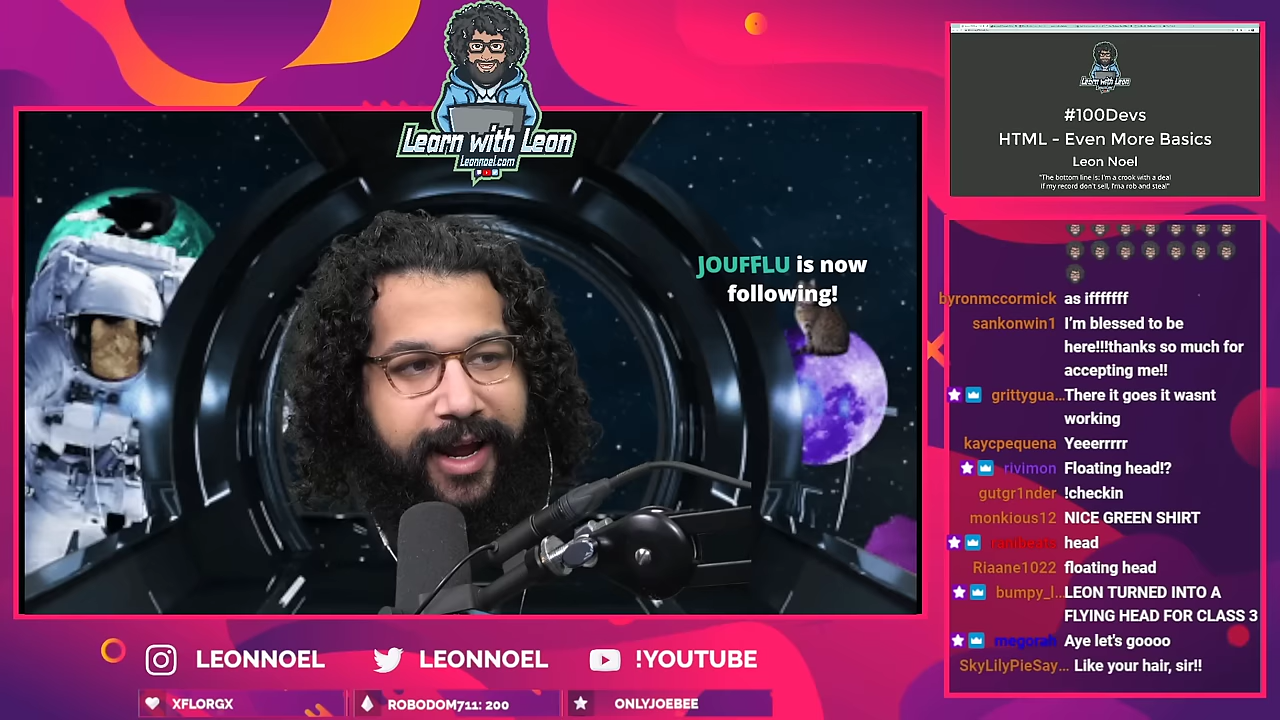 Learn with Leon
Leonnoel.com
#100Devs
HTML - Even More Basics
Leon Noel
"The bottom line is: I'm a crook with a deal
If my record don't sell, I'ma rob and steal"
JOUFFLU is now
following!
byronmccormick as ifffffff
sankonwin1 I'm blessed to be
here!!!thanks so much for
accepting me!!
grittygua... There it goes it wasnt
working
kaycpequena Yeeerrrrr
rivimon Floating head!?
gutgr1nder !checkin
monkious12 NICE GREEN SHIRT
head
Riaane1022 floating head
bumpy_l... LEON TURNED INTO A
FLYING HEAD FOR CLASS 3
megorah Aye let's goooo
SkyLilyPieSay... Like your hair, sir!!
LEONNOEL
LEONNOEL
!YOUTUBE
XFLORGX
ROBODOM711: 200
ONLYJOEBEE